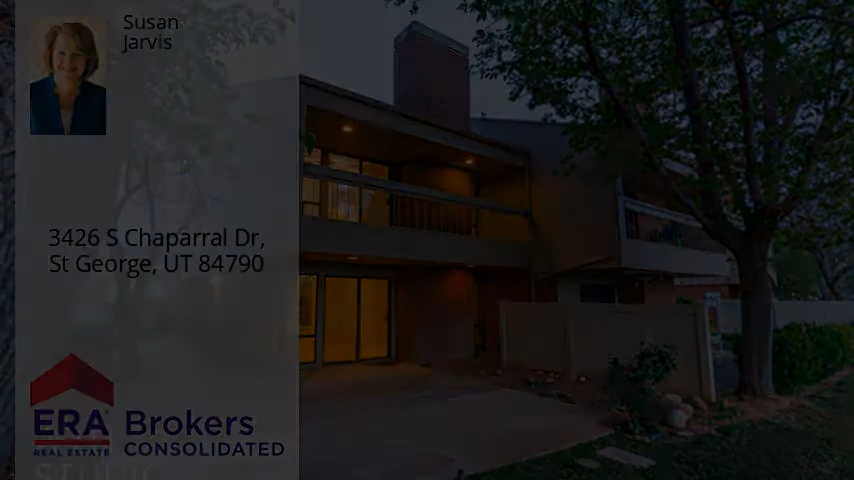 Susan
Jarvis
3426 S Chaparral Dr,
St George, UT 84790
ERA Brokers
REAL ESTATE CONSOLIDATED